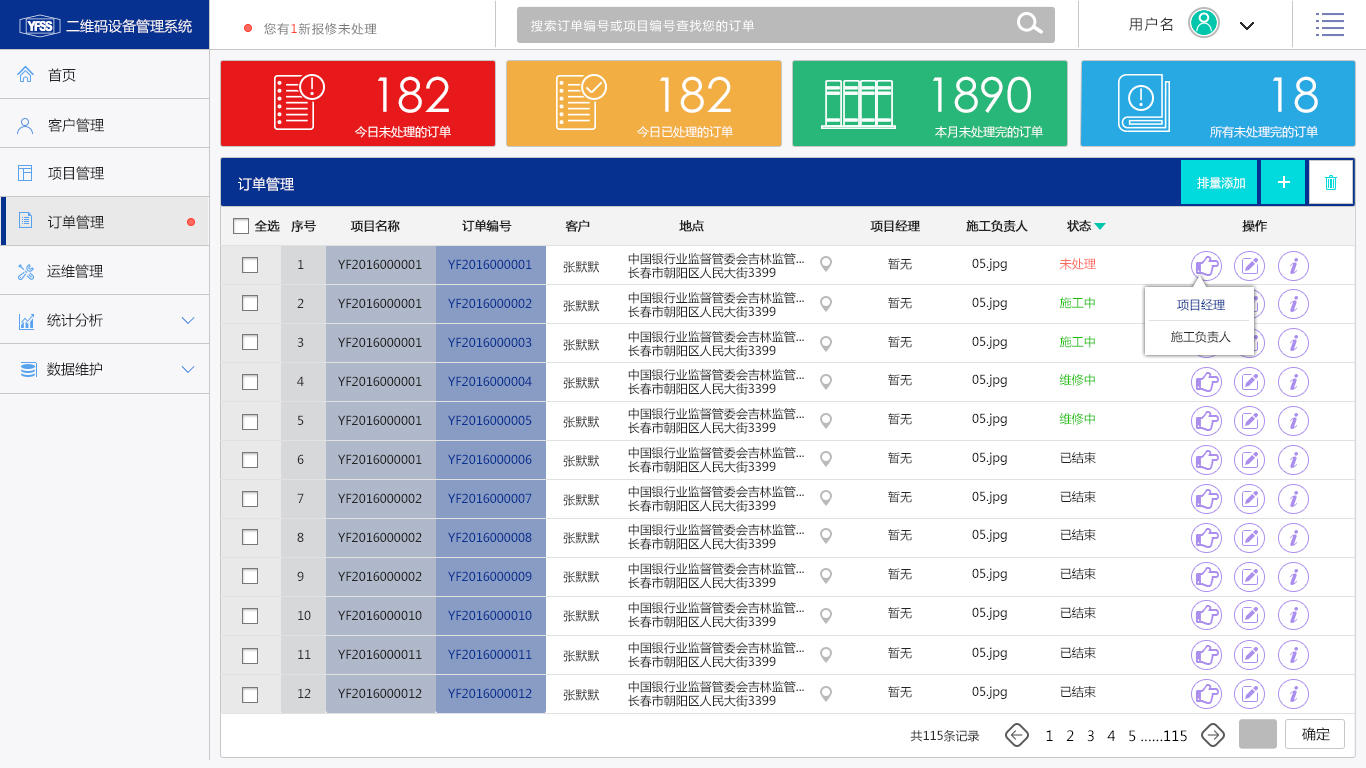 YFSS 二维码设备管理系统
您有1新报修未处理
搜索订单编号或项目编号查找您的订单
用户名
首页
客户管理
项目管理
订单管理
运维管理
统计分析
数据维护
182
今日未处理的订单
182
今日已处理的订单
1890
本月未处理完的订单
18
所有未处理完的订单
订单管理
排量添加
+
全选 序号 项目名称 订单编号 客户 地点 项目经理 施工负责人 状态 操作
1 YF2016000001 YF2016000001 张默默 中国银行业监督管委会吉林监管... 暂无 05.jpg 未处理
长春市朝阳区人民大街3399
项目经理
施工负责人
2 YF2016000001 YF2016000002 张默默 中国银行业监督管委会吉林监管... 暂无 05.jpg 施工中
长春市朝阳区人民大街3399
3 YF2016000001 YF2016000003 张默默 中国银行业监督管委会吉林监管... 暂无 05.jpg 施工中
长春市朝阳区人民大街3399
4 YF2016000001 YF2016000004 张默默 中国银行业监督管委会吉林监管... 暂无 05.jpg 维修中
长春市朝阳区人民大街3399
5 YF2016000001 YF2016000005 张默默 中国银行业监督管委会吉林监管... 暂无 05.jpg 维修中
长春市朝阳区人民大街3399
6 YF2016000001 YF2016000006 张默默 中国银行业监督管委会吉林监管... 暂无 05.jpg 已结束
长春市朝阳区人民大街3399
7 YF2016000002 YF2016000007 张默默 中国银行业监督管委会吉林监管... 暂无 05.jpg 已结束
长春市朝阳区人民大街3399
8 YF2016000002 YF2016000008 张默默 中国银行业监督管委会吉林监管... 暂无 05.jpg 已结束
长春市朝阳区人民大街3399
9 YF2016000002 YF2016000009 张默默 中国银行业监督管委会吉林监管... 暂无 05.jpg 已结束
长春市朝阳区人民大街3399
10 YF2016000010 YF2016000010 张默默 中国银行业监督管委会吉林监管... 暂无 05.jpg 已结束
长春市朝阳区人民大街3399
11 YF2016000011 YF2016000011 张默默 中国银行业监督管委会吉林监管... 暂无 05.jpg 已结束
长春市朝阳区人民大街3399
12 YF2016000012 YF2016000012 张默默 中国银行业监督管委会吉林监管... 暂无 05.jpg 已结束
长春市朝阳区人民大街3399
共115条记录 1 2 3 4 5 ......115 确定